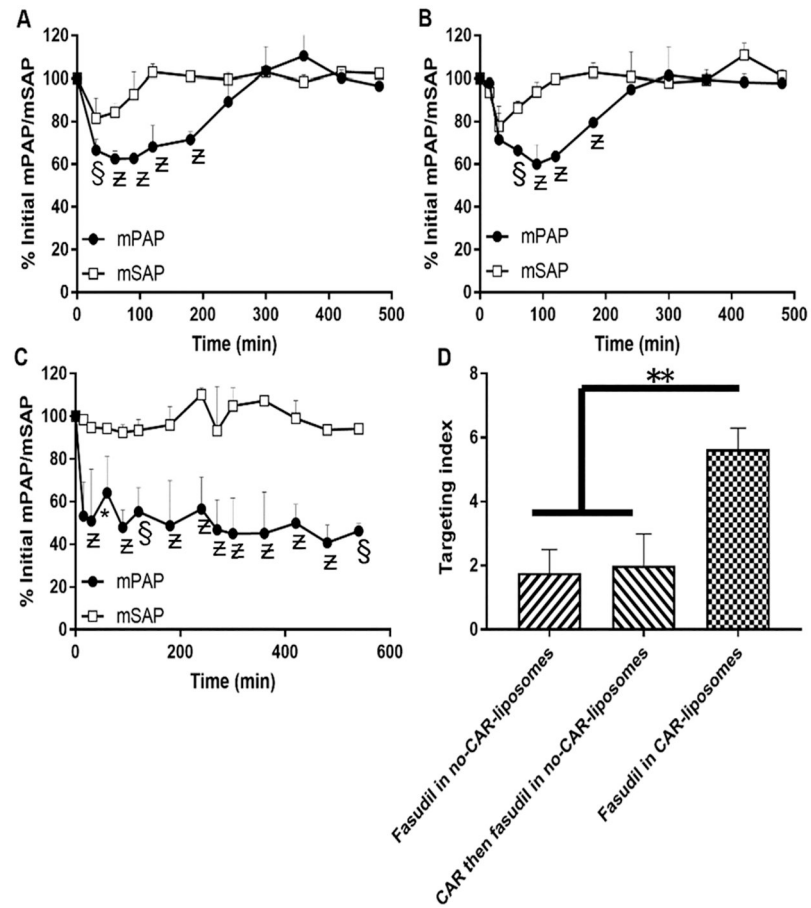 A
% Initial mPAP/mSAP
120
100
80
60
40
20
0
§
Ƶ
Ƶ
Ƶ
Ƶ
mPAP
mSAP
0 100 200 300 400 500
Time (min)
B
% Initial mPAP/mSAP
120
100
80
60
40
20
0
§
Ƶ
Ƶ
Ƶ
mPAP
mSAP
0 100 200 300 400 500
Time (min)
C
% Initial mPAP/mSAP
120
100
80
60
40
20
0
Ƶ
*
Ƶ
§
Ƶ
Ƶ
Ƶ
Ƶ
Ƶ
Ƶ
Ƶ
§
mPAP
mSAP
0 200 400 600
Time (min)
D
Targeting index
8
6
4
2
0
**
Fasudil in no-CAR-liposomes
CAR then fasudil in no-CAR-liposomes
Fasudil in CAR-liposomes